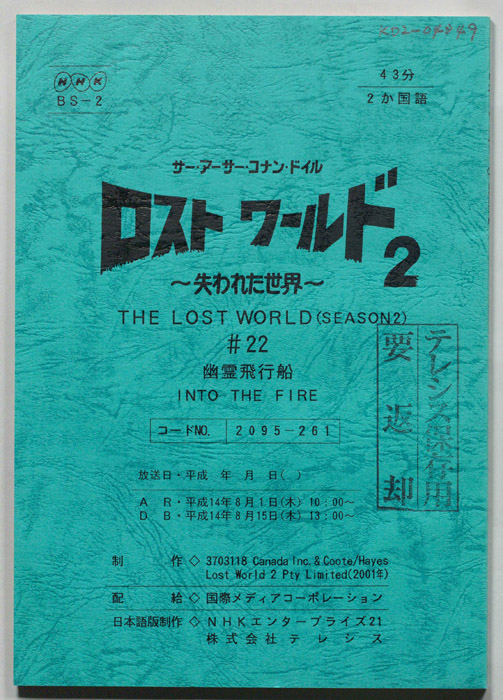 KD2-04849
NHK
BS-2
43分
2か国語
サー・アーサー・コナン・ドイル
ロスト ワールド2
〜失われた世界〜
THE LOST WORLD(SEASON2)
#22
幽霊飛行船
INTO THE FIRE
コードNO. 2095-261
テレシス保存用
要返却
放送日・平成 年 月 日( )
A R・平成14年8月1日(木)10:00〜
D B・平成14年8月15日(木)13:00〜
制 作◇3703118 Canada Inc.& Coote/Hayes
Lost World 2 Pty Limited(2001年)
配 給◇国際メディアコーポレーション
日本語版制作◇NHKエンタープライズ21
株式会社テレシス